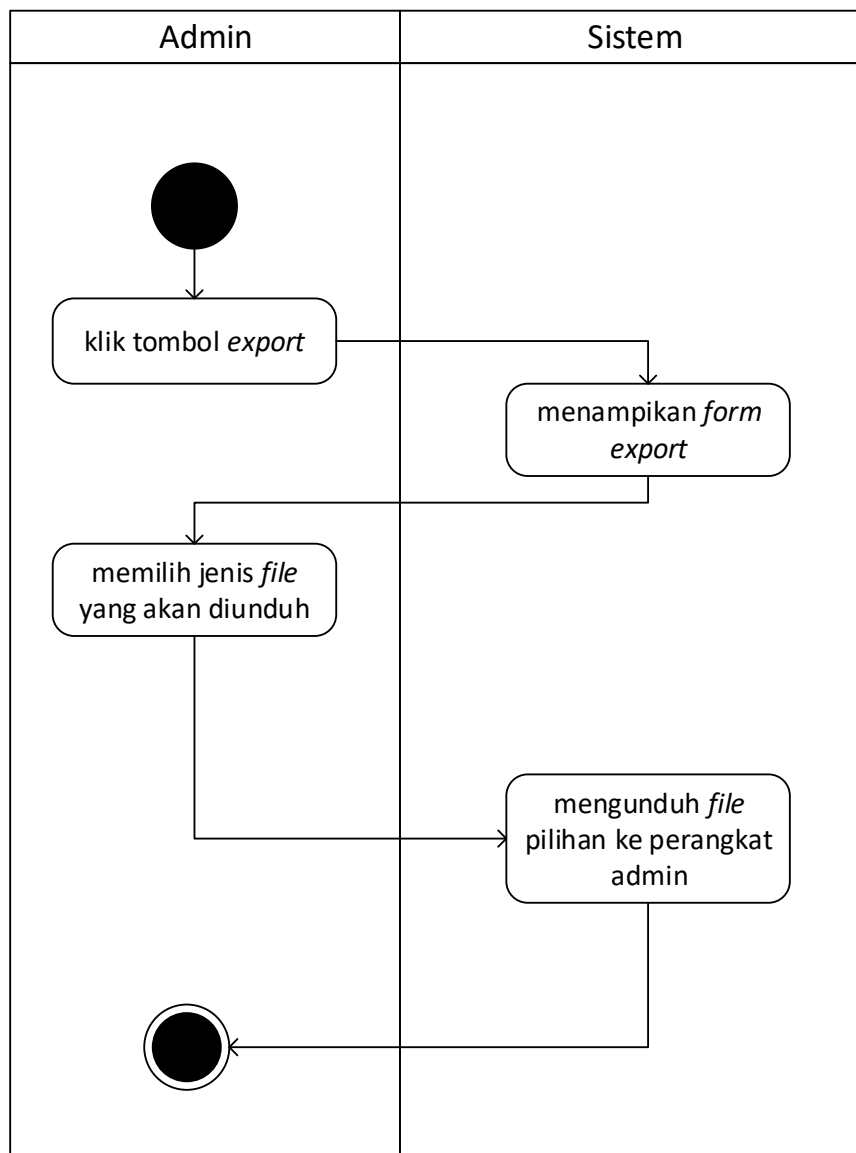 Admin
Sistem
klik tombol export
menampikan form
export
memilih jenis file
yang akan diunduh
mengunduh file
pilihan ke perangkat
admin